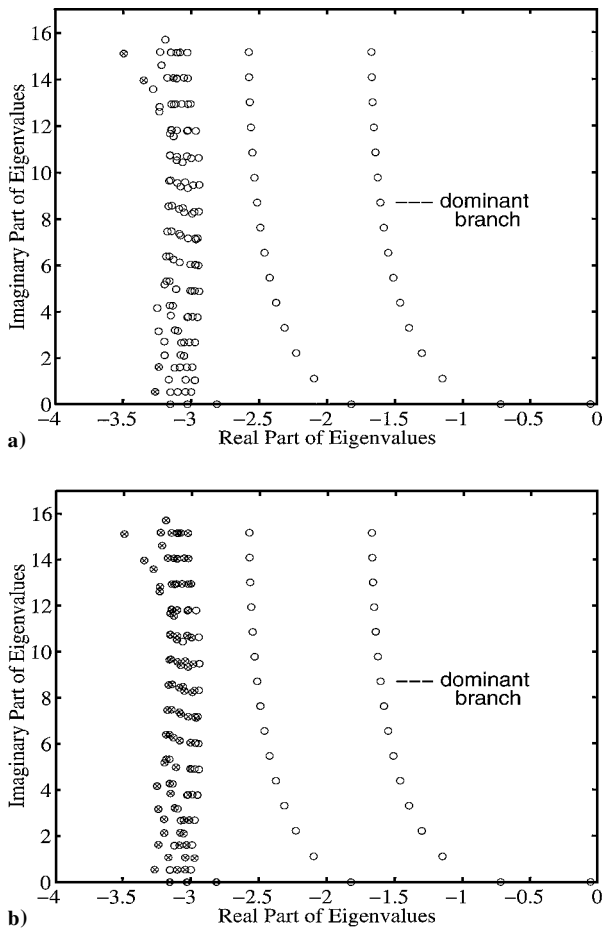 16
14
12
10
8
6
4
2
0
Imaginary Part of Eigenvalues
dominant
branch
−4 −3.5 −3 −2.5 −2 −1.5 −1 −0.5 0
Real Part of Eigenvalues
a)
16
14
12
10
8
6
4
2
0
Imaginary Part of Eigenvalues
dominant
branch
−4 −3.5 −3 −2.5 −2 −1.5 −1 −0.5 0
Real Part of Eigenvalues
b)